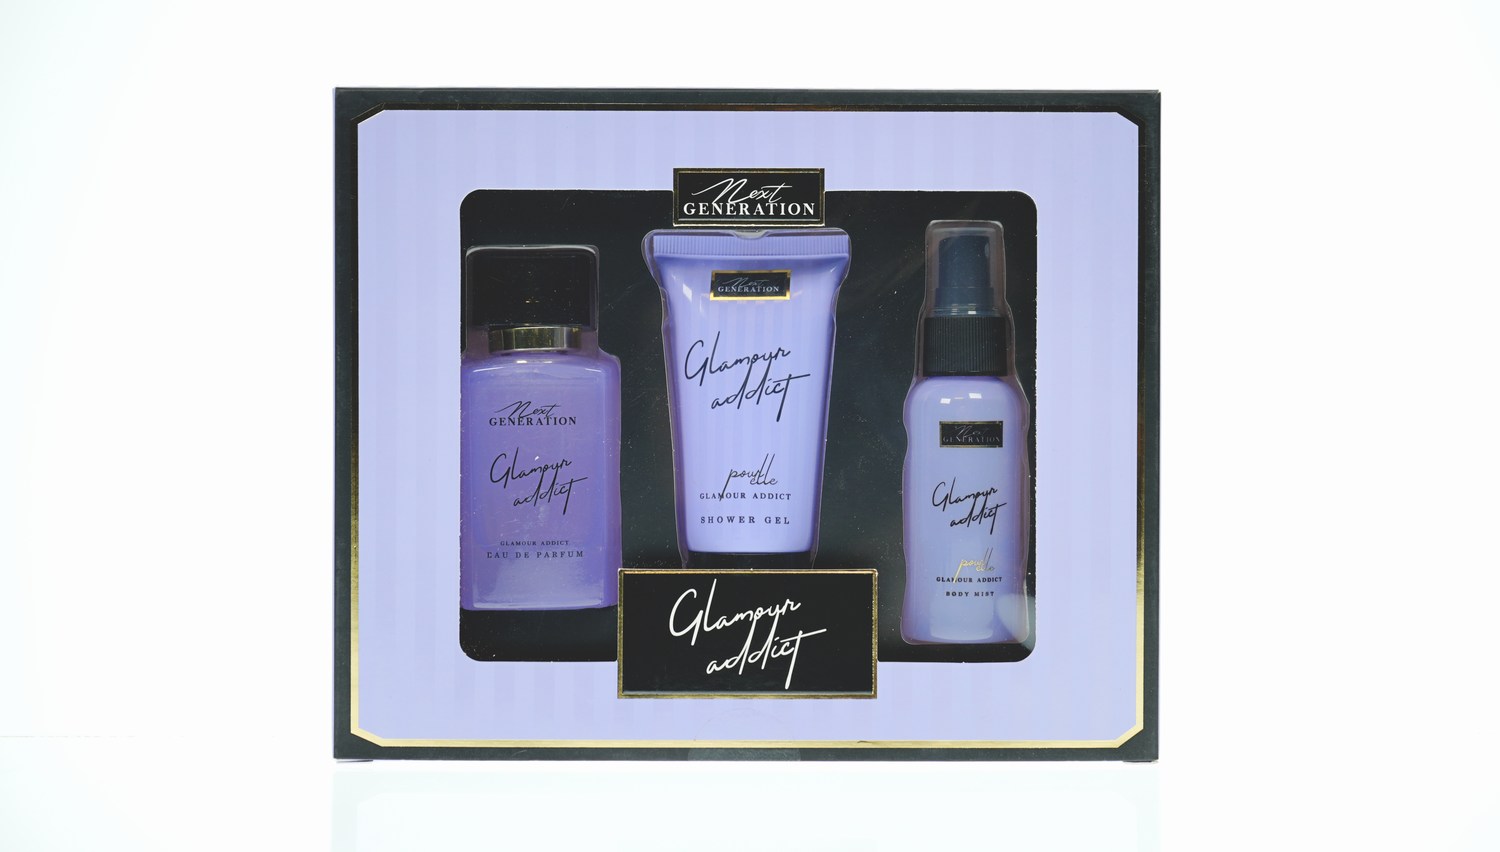 Next
GENERATION
Next
GENERATION
Glamour
addict
GLAMOUR ADDICT
EAU DE PARFUM
Next
GENERATION
Glamour
addict
pour
elle
GLAMOUR ADDICT
SHOWER GEL
Next
GENERATION
Glamour
addict
pour
elle
GLAMOUR ADDICT
BODY MIST
Glamour
addict